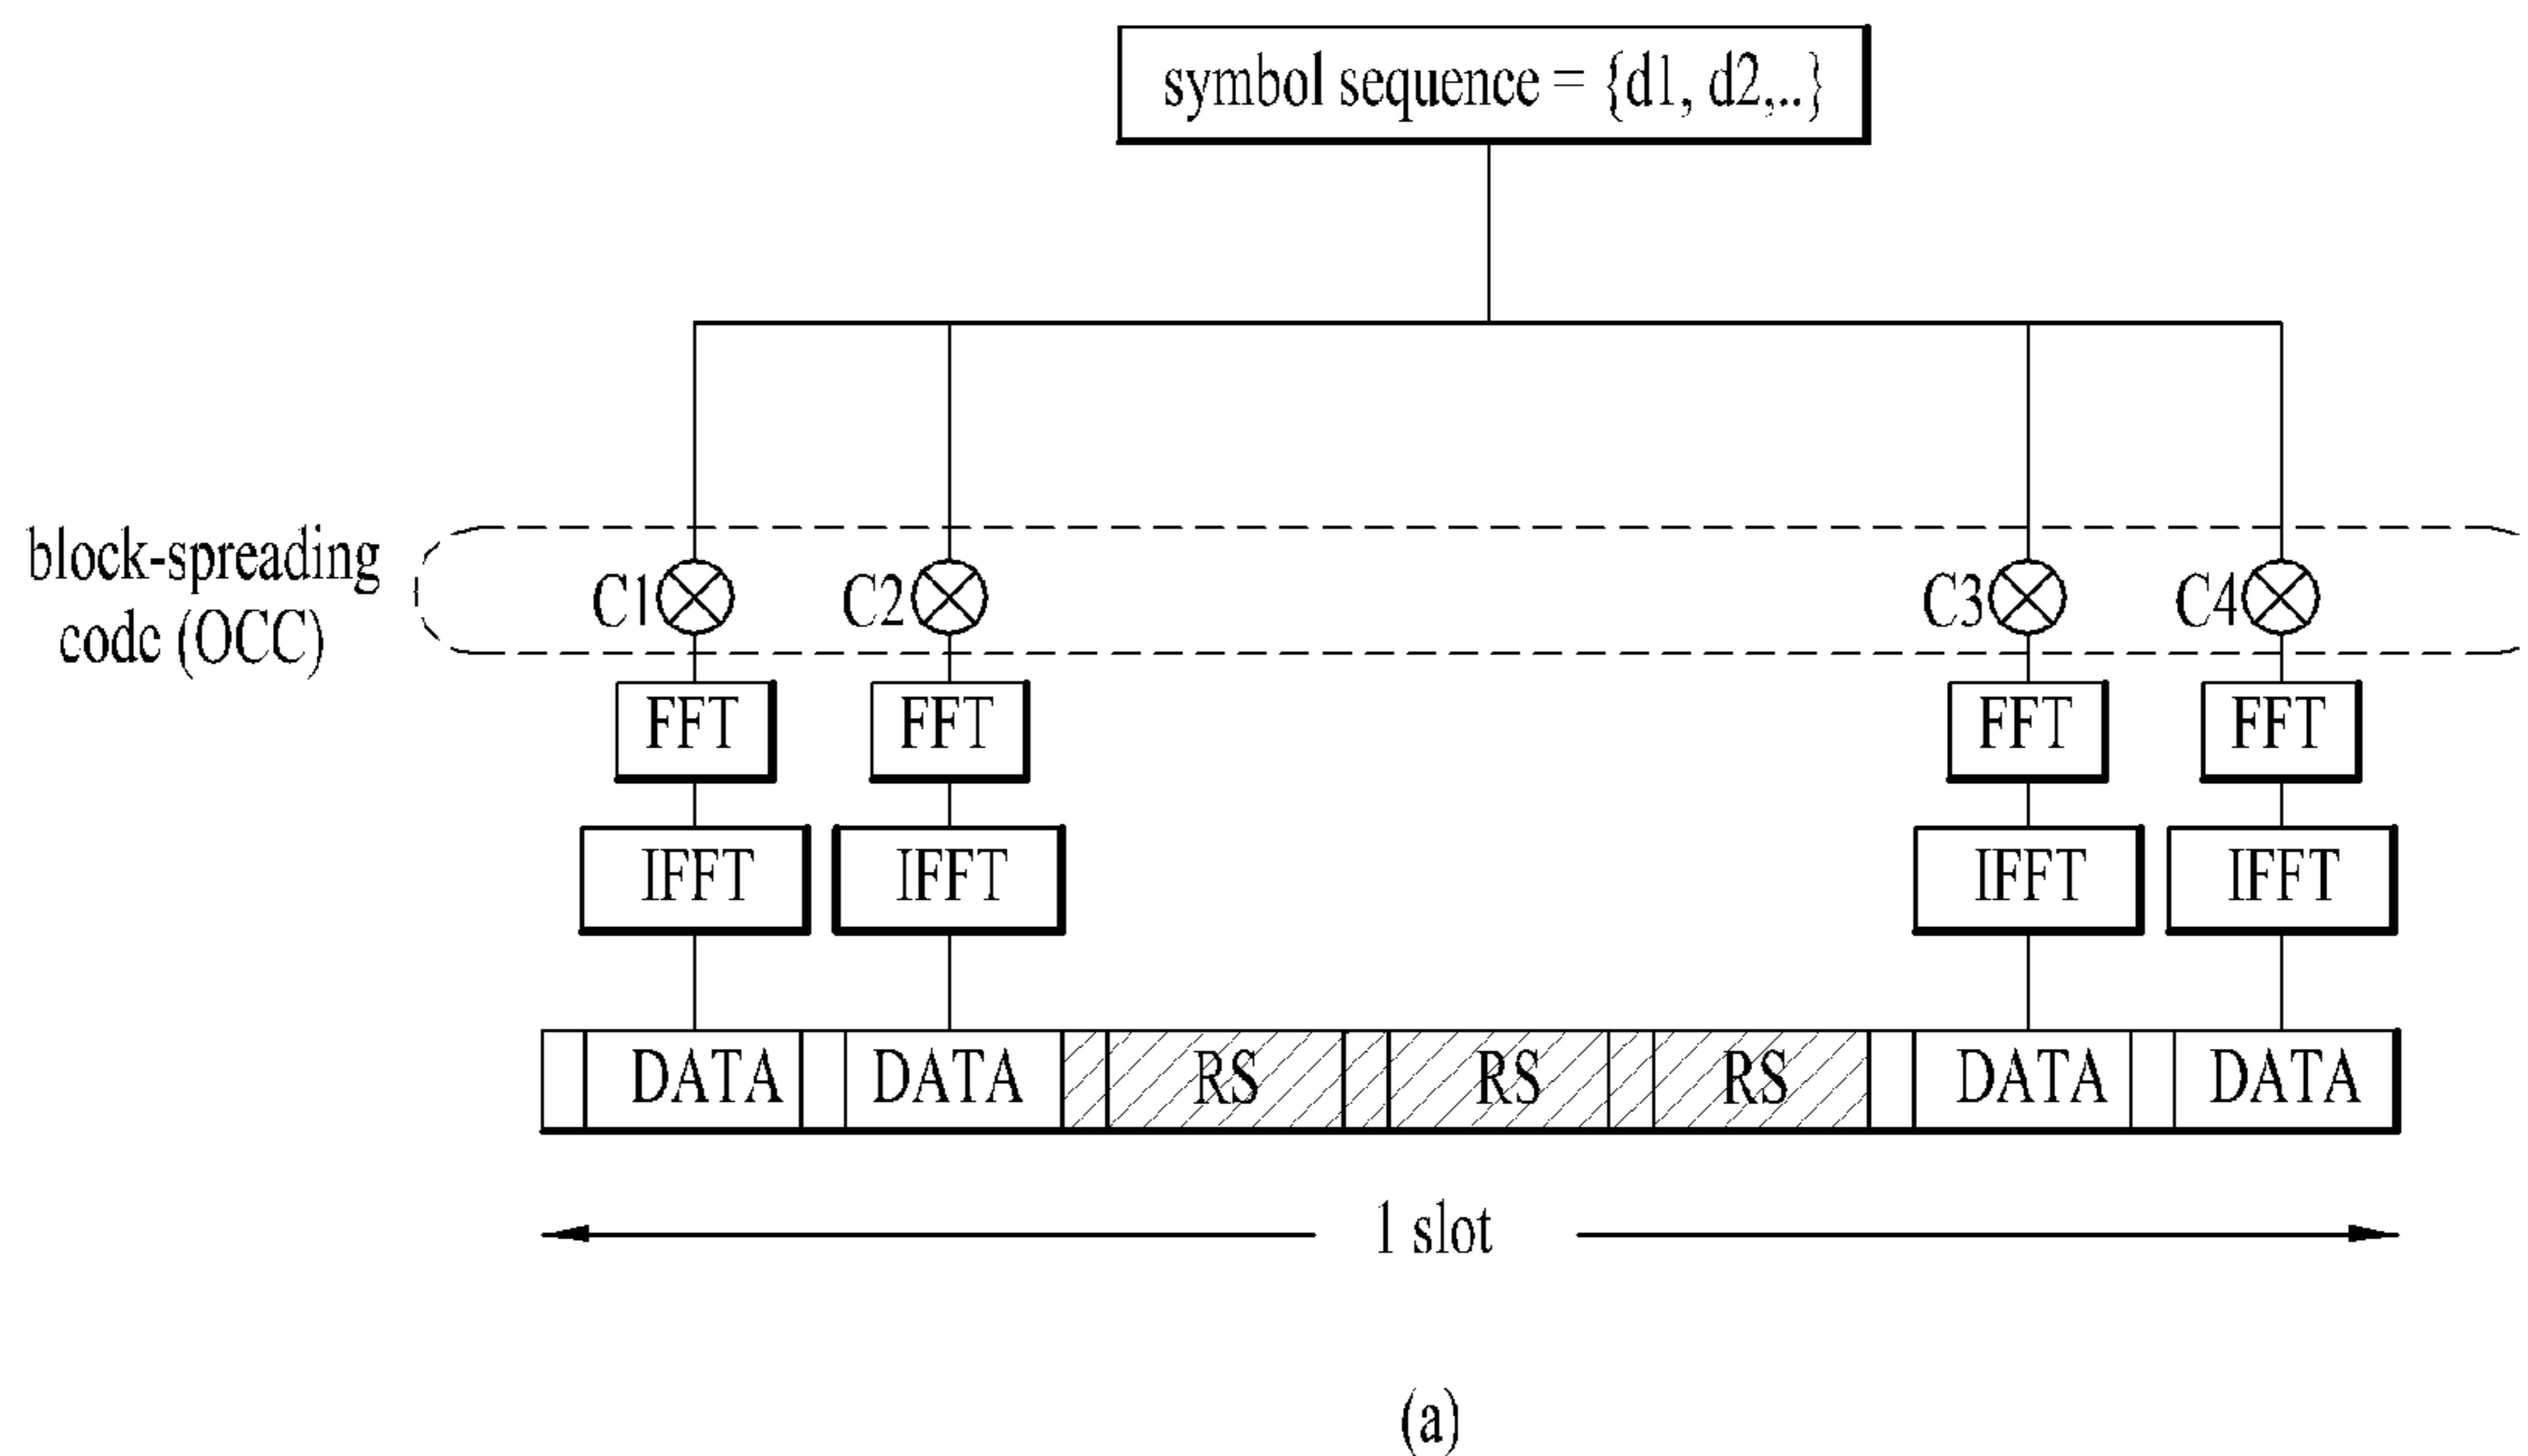 symbol sequence = {d1, d2,..}
block-spreading
codc (OCC)
C1 C2 C3 C4
FFT FFT FFT FFT
IFFT IFFT IFFT IFFT
DATA DATA RS RS RS DATA DATA
1 slot
(a)